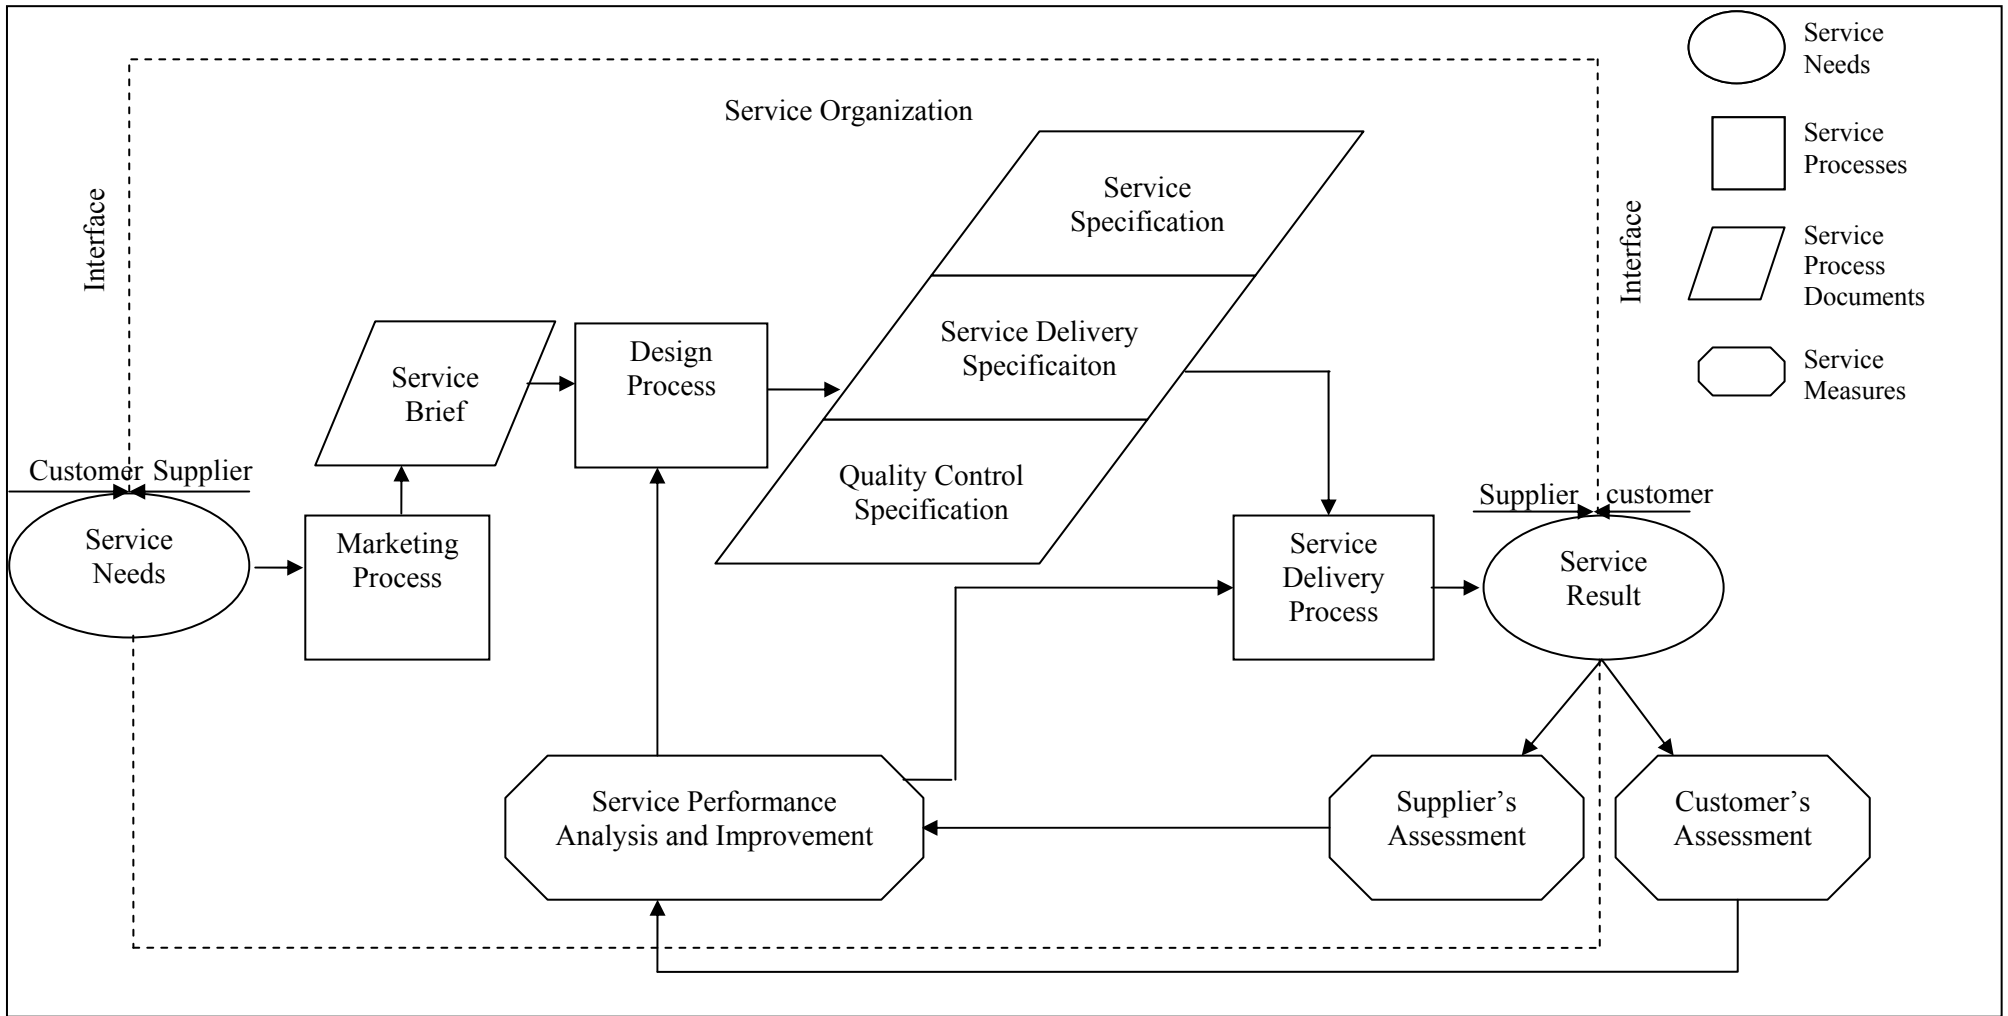 Service Organization
Interface
Interface
Service
Needs
Service
Processes
Service
Process
Documents
Service
Measures
Service
Specification
Service Delivery
Specificaiton
Quality Control
Specification
Design
Process
Service
Brief
Customer Supplier
Service
Needs
Marketing
Process
Service
Delivery
Process
Supplier customer
Service
Result
Service Performance
Analysis and Improvement
Supplier’s
Assessment
Customer’s
Assessment